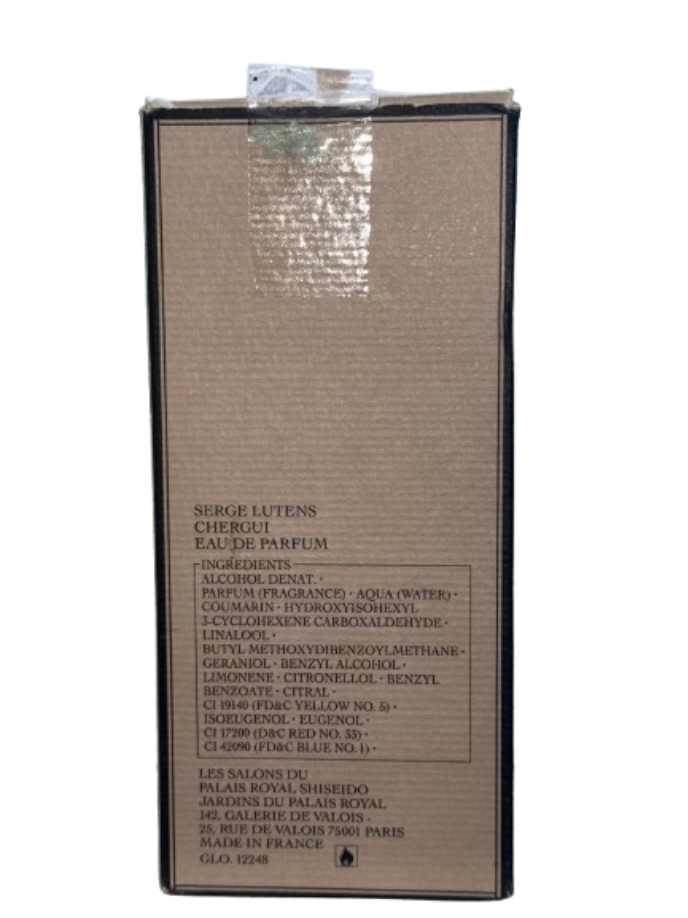 SERGE LUTENS
CHERGUI
EAU DE PARFUM
INGREDIENTS
ALCOHOL DENAT. •
PARFUM (FRAGRANCE) • AQUA (WATER) •
COUMARIN • HYDROXYISOHEXYL
3-CYCLOHEXENE CARBOXALDEHYDE •
LINALOOL •
BUTYL METHOXYDIBENZOYLMETHANE •
GERANIOL • BENZYL ALCOHOL •
LIMONENE • CITRONELLOL • BENZYL
BENZOATE • CITRAL •
CI 19140 (FD&C YELLOW NO. 5) •
ISOEUGENOL • EUGENOL •
CI 17200 (D&C RED NO. 33) •
CI 42090 (FD&C BLUE NO. 1) •
LES SALONS DU
PALAIS ROYAL SHISEIDO
JARDINS DU PALAIS ROYAL
142, GALERIE DE VALOIS -
25, RUE DE VALOIS 75001 PARIS
MADE IN FRANCE
GLO. 12248